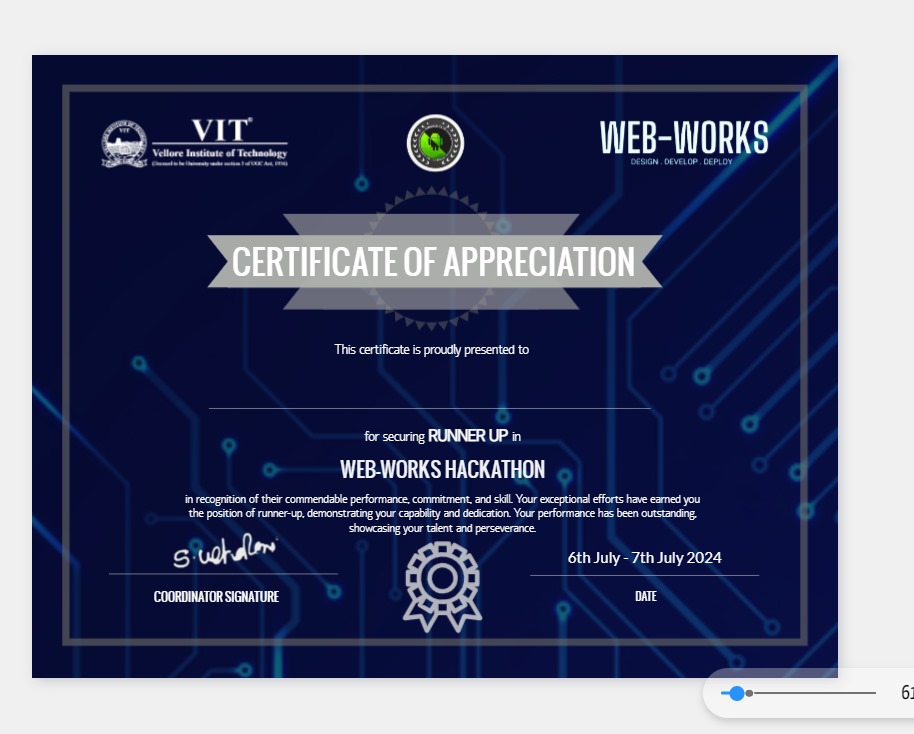 VIT®
Vellore Institute of Technology
(Deemed to be University under section 3 of UGC Act, 1956)
WEB-WORKS
DESIGN . DEVELOP . DEPLOY
CERTIFICATE OF APPRECIATION
This certificate is proudly presented to
for securing RUNNER UP in
WEB-WORKS HACKATHON
in recognition of their commendable performance, commitment, and skill. Your exceptional efforts have earned you
the position of runner-up, demonstrating your capability and dedication. Your performance has been outstanding,
showcasing your talent and perseverance.
6th July - 7th July 2024
COORDINATOR SIGNATURE
DATE
61